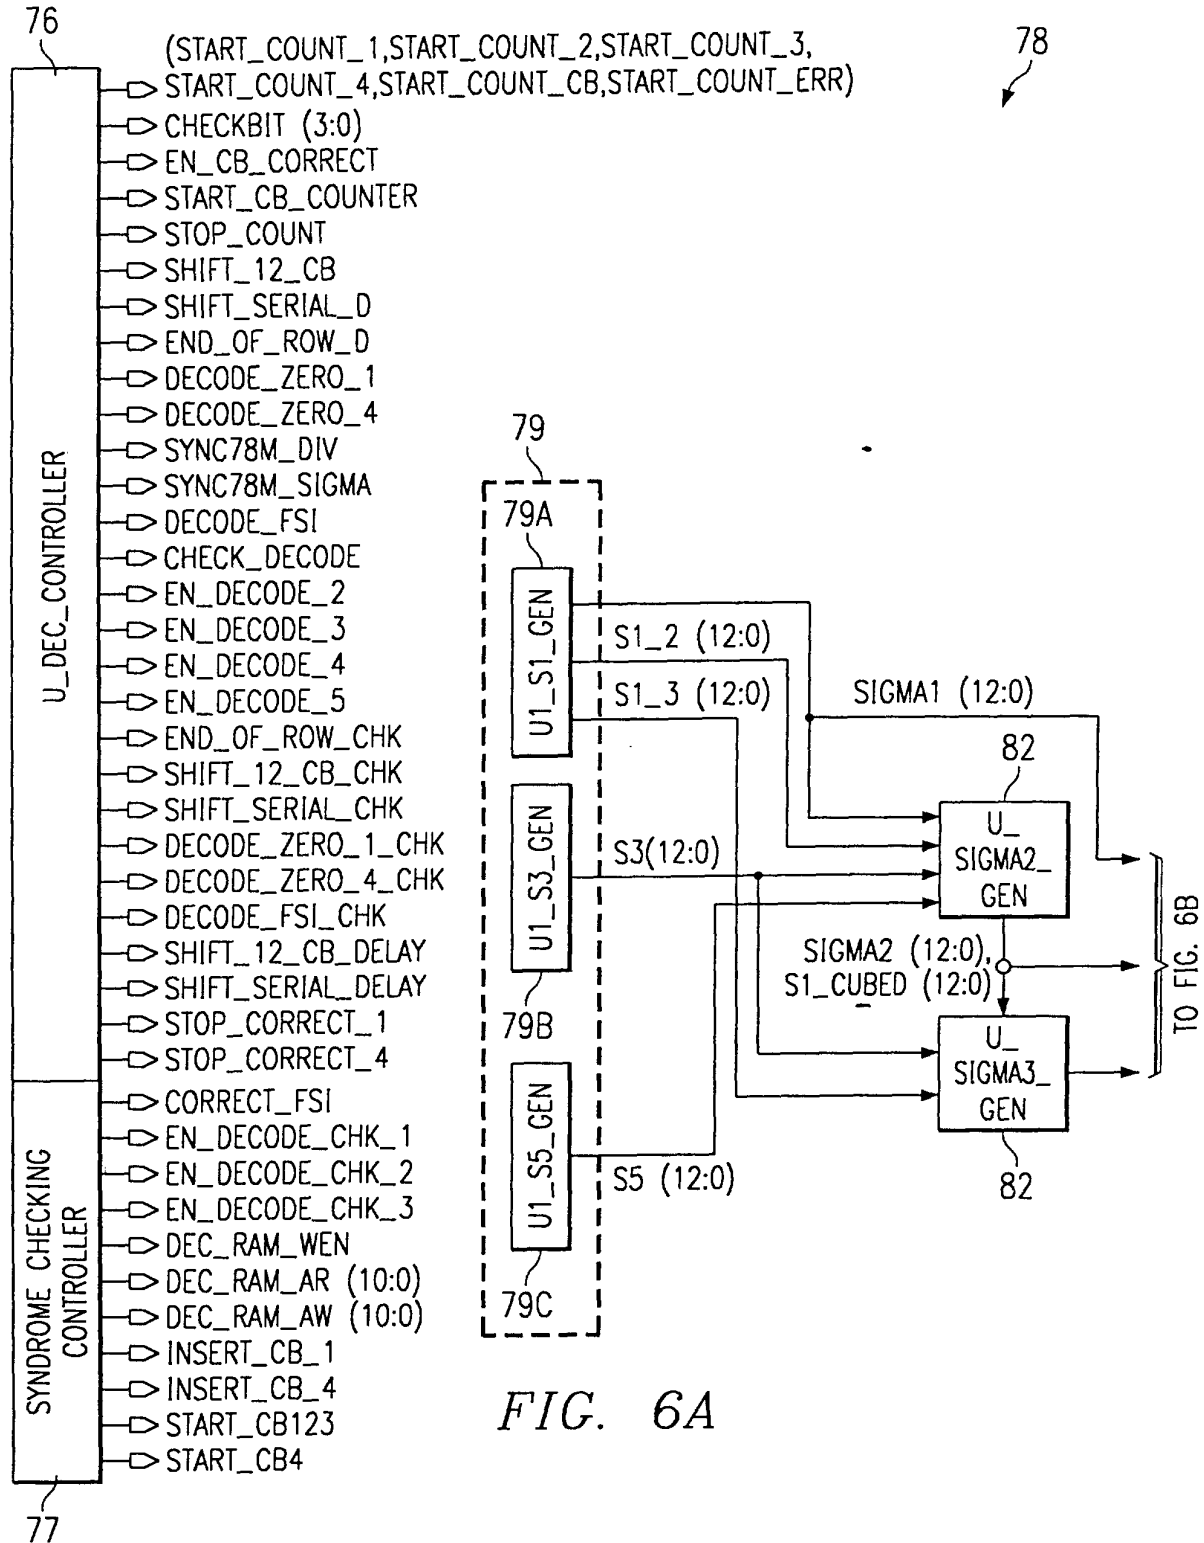 76
(START_COUNT_1,START_COUNT_2,START_COUNT_3,
START_COUNT_4,START_COUNT_CB,START_COUNT_ERR)
78
CHECKBIT (3:0)
EN_CB_CORRECT
START_CB_COUNTER
STOP_COUNT
SHIFT_12_CB
SHIFT_SERIAL_D
END_OF_ROW_D
DECODE_ZERO_1
DECODE_ZERO_4
SYNC78M_DIV
SYNC78M_SIGMA
DECODE_FSI
CHECK_DECODE
EN_DECODE_2
EN_DECODE_3
EN_DECODE_4
EN_DECODE_5
END_OF_ROW_CHK
SHIFT_12_CB_CHK
SHIFT_SERIAL_CHK
DECODE_ZERO_1_CHK
DECODE_ZERO_4_CHK
DECODE_FSI_CHK
SHIFT_12_CB_DELAY
SHIFT_SERIAL_DELAY
STOP_CORRECT_1
STOP_CORRECT_4
U_DEC_CONTROLLER
CORRECT_FSI
EN_DECODE_CHK_1
EN_DECODE_CHK_2
EN_DECODE_CHK_3
DEC_RAM_WEN
DEC_RAM_AR (10:0)
DEC_RAM_AW (10:0)
INSERT_CB_1
INSERT_CB_4
START_CB123
START_CB4
SYNDROME CHECKING
CONTROLLER
77
79
79A
U1_S1_GEN
S1_2 (12:0)
S1_3 (12:0)
SIGMA1 (12:0)
U1_S3_GEN
79B
S3(12:0)
U1_S5_GEN
79C
S5 (12:0)
82
U_
SIGMA2_
GEN
SIGMA2 (12:0),
S1_CUBED (12:0)
U_
SIGMA3_
GEN
82
TO FIG. 6B
FIG. 6A